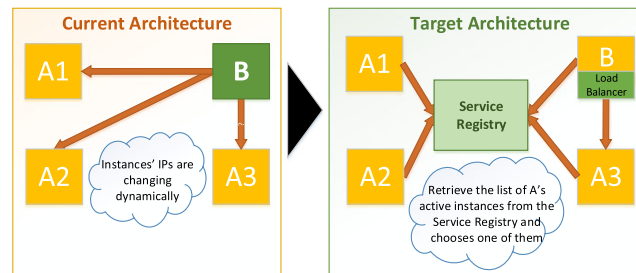 Current Architecture
A1
B
A2
Instances' IPs are
changing
dynamically
A3
Target Architecture
A1
B
Load
Balancer
Service
Registry
A2
Retrieve the list of A's
active instances from the
Service Registry and
chooses one of them
A3